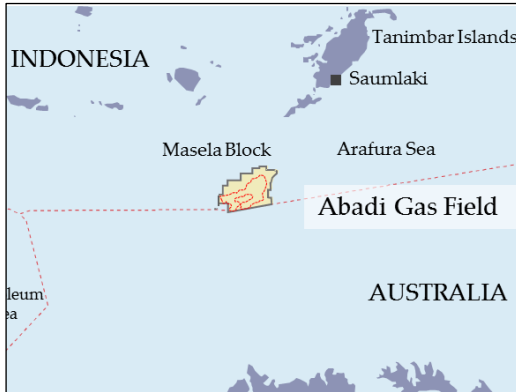 Tanimbar Islands
INDONESIA
Saumlaki
Masela Block
Arafura Sea
Abadi Gas Field
AUSTRALIA